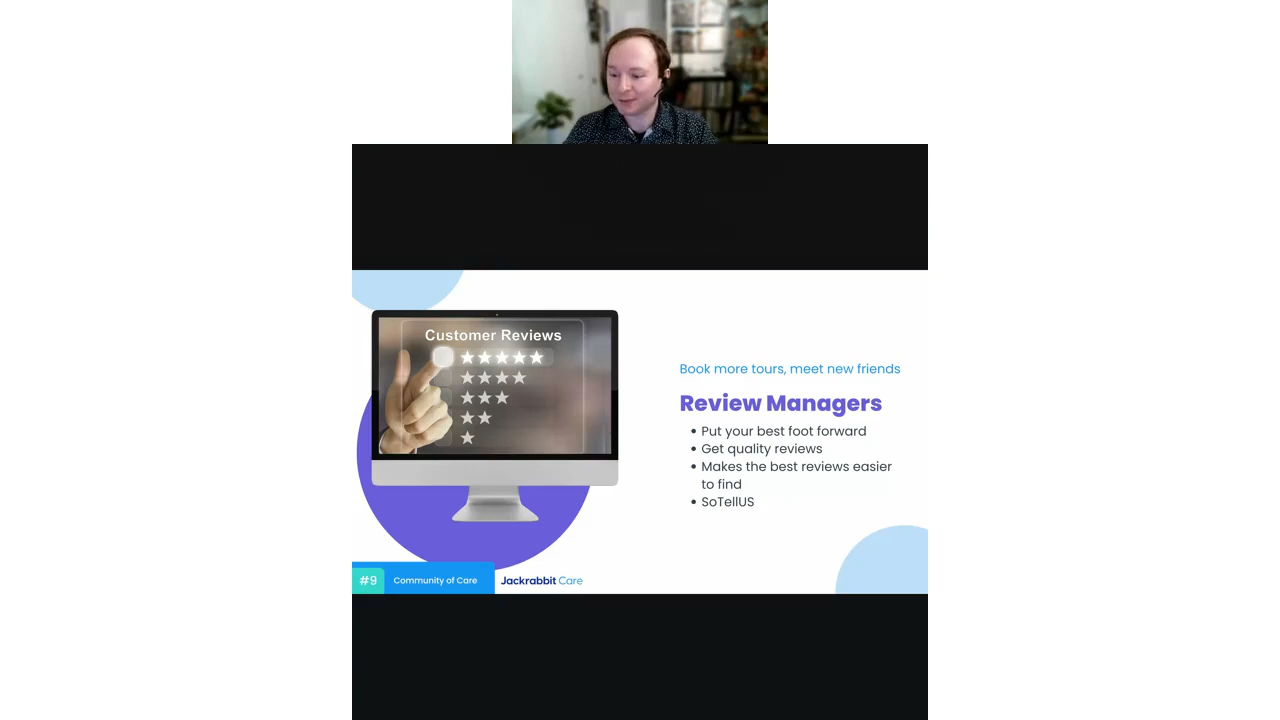 Customer Reviews
Book more tours, meet new friends
Review Managers
• Put your best foot forward
• Get quality reviews
• Makes the best reviews easier
to find
• SoTellUS
#9 Community of Care Jackrabbit Care